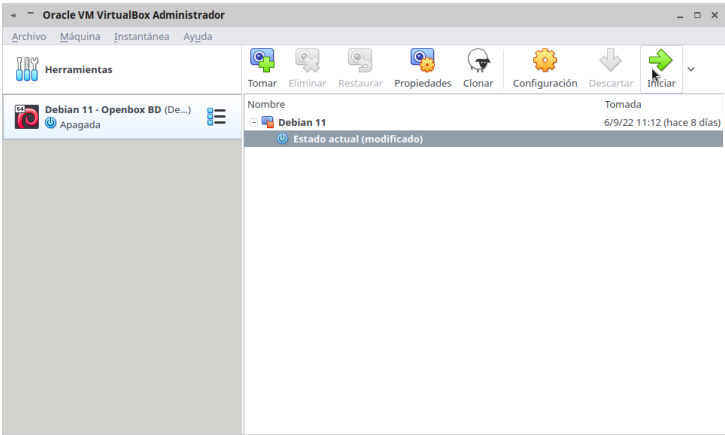 Oracle VM VirtualBox Administrador
Archivo Máquina Instantánea Ayuda
Herramientas
Tomar Eliminar Restaurar Propiedades Clonar Configuración Descartar Iniciar
64
Debian 11 - Openbox BD (De...)
Apagada
Nombre Tomada
Debian 11 6/9/22 11:12 (hace 8 días)
Estado actual (modificado)